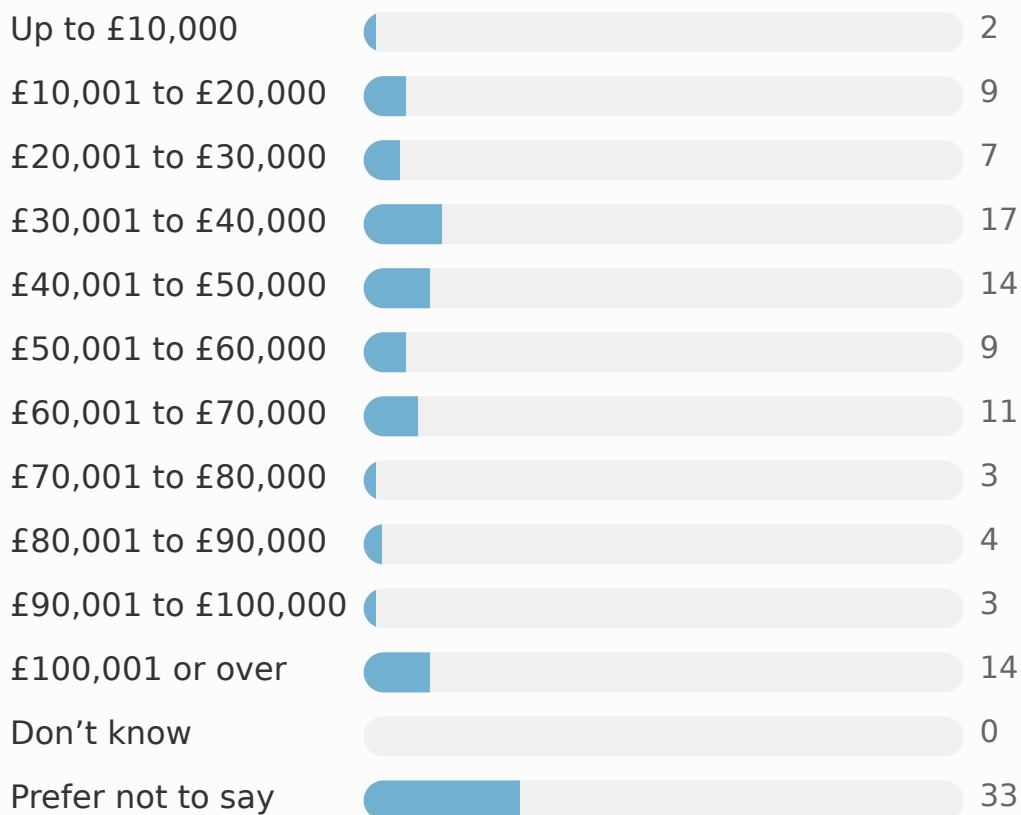 Up to £10,000 2
£10,001 to £20,000 9
£20,001 to £30,000 7
£30,001 to £40,000 17
£40,001 to £50,000 14
£50,001 to £60,000 9
£60,001 to £70,000 11
£70,001 to £80,000 3
£80,001 to £90,000 4
£90,001 to £100,000 3
£100,001 or over 14
Don’t know 0
Prefer not to say 33